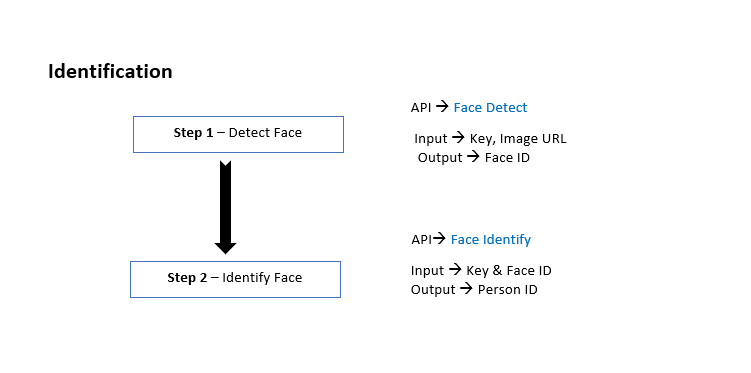 Identification
Step 1 – Detect Face
API → Face Detect
Input → Key, Image URL
Output → Face ID
Step 2 – Identify Face
API→ Face Identify
Input → Key & Face ID
Output → Person ID